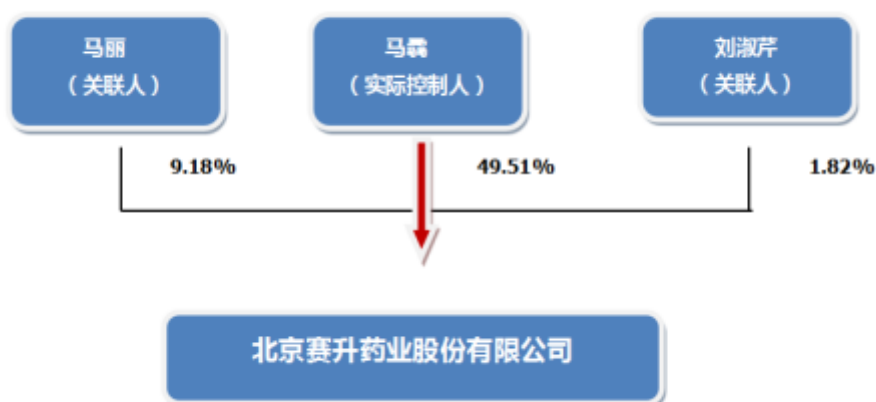 马丽
（关联人）
马骉
（实际控制人）
刘淑芹
（关联人）
9.18%
49.51%
1.82%
北京赛升药业股份有限公司